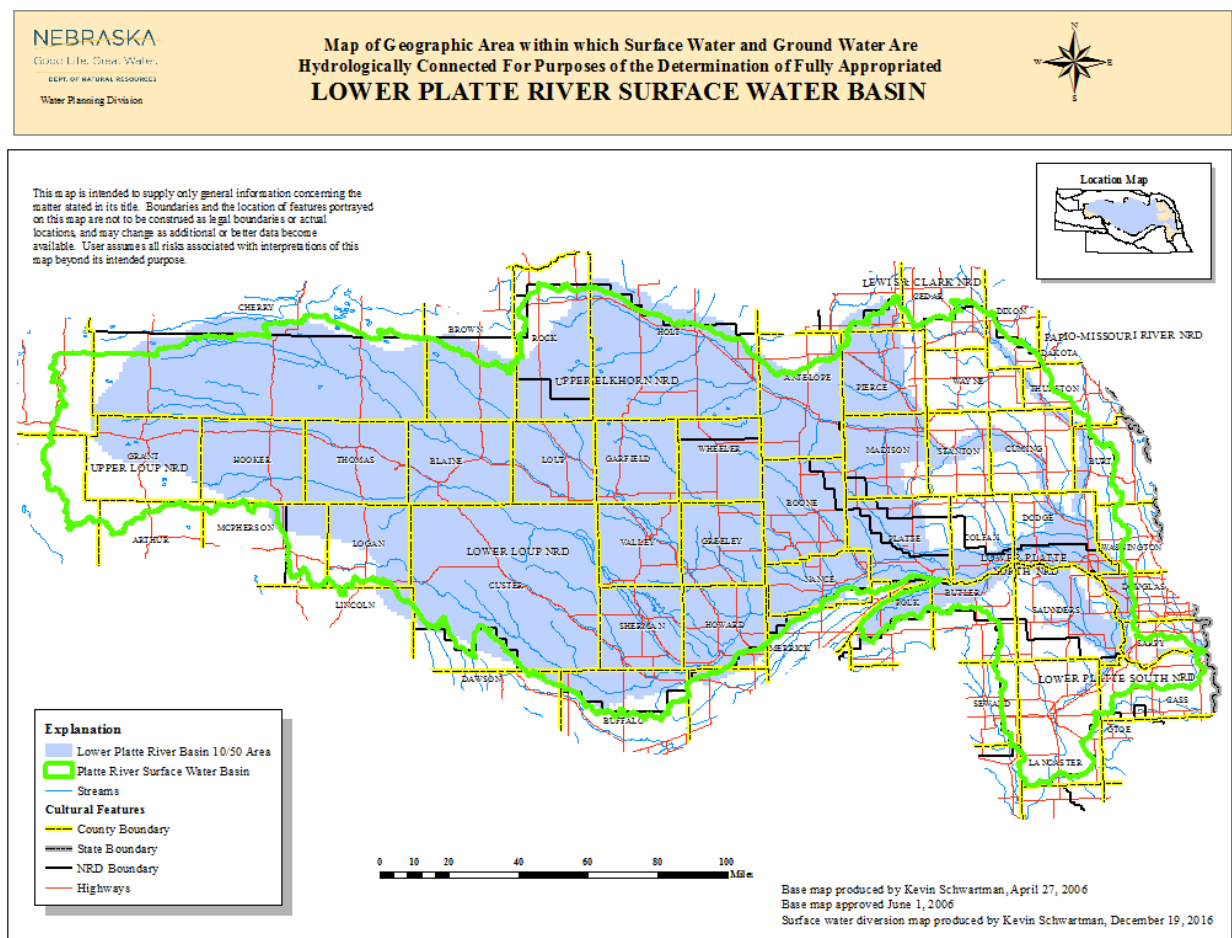 NEBRASKA
Good Life. Great Water.
DEPT. OF NATURAL RESOURCES
Water Planning Division
Map of Geographic Area within which Surface Water and Ground Water Are
Hydrologically Connected For Purposes of the Determination of Fully Appropriated
LOWER PLATTE RIVER SURFACE WATER BASIN
N
W
E
S
This map is intended to supply only general information concerning the
matter stated in its title. Boundaries and the location of features portrayed
on this map are not to be construed as legal boundaries or actual
locations, and may change as additional or better data become
available. User assumes all risks associated with interpretations of this
map beyond its intended purpose.
Location Map
LEWIS & CLARK NRD
CEDAR
CHERRY
DIXON
BROWN
ROCK
HOLT
PAPIO-MISSOURI RIVER NRD
DAKOTA
UPPER ELKHORN NRD
ANTELOPE
PIERCE
WAYNE
THURSTON
GRANT
UPPER LOUP NRD
HOOKER
THOMAS
BLAINE
LOUP
GARFIELD
WHEELER
MADISON
STANTON
CUMING
BURT
BOONE
MCPHERSON
ARTHUR
LOGAN
LOWER LOUP NRD
VALLEY
GREELEY
PLATTE
COLFAX
DODGE
WASHINGTON
LOWER PLATTE
NORTH NRD
CUSTER
NANCE
BUTLER
DOUGLAS
LINCOLN
POLK
SAUNDERS
SHERMAN
HOWARD
MERRICK
SARPY
DAWSON
LOWER PLATTE SOUTH NRD
SEWARD
CASS
BUFFALO
OTOE
LANCASTER
Explanation
Lower Platte River Basin 10/50 Area
Platte River Surface Water Basin
Streams
Cultural Features
County Boundary
State Boundary
NRD Boundary
Highways
0 10 20 40 60 80 100
Miles
Base map produced by Kevin Schwartman, April 27, 2006
Base map approved June 1, 2006
Surface water diversion map produced by Kevin Schwartman, December 19, 2016